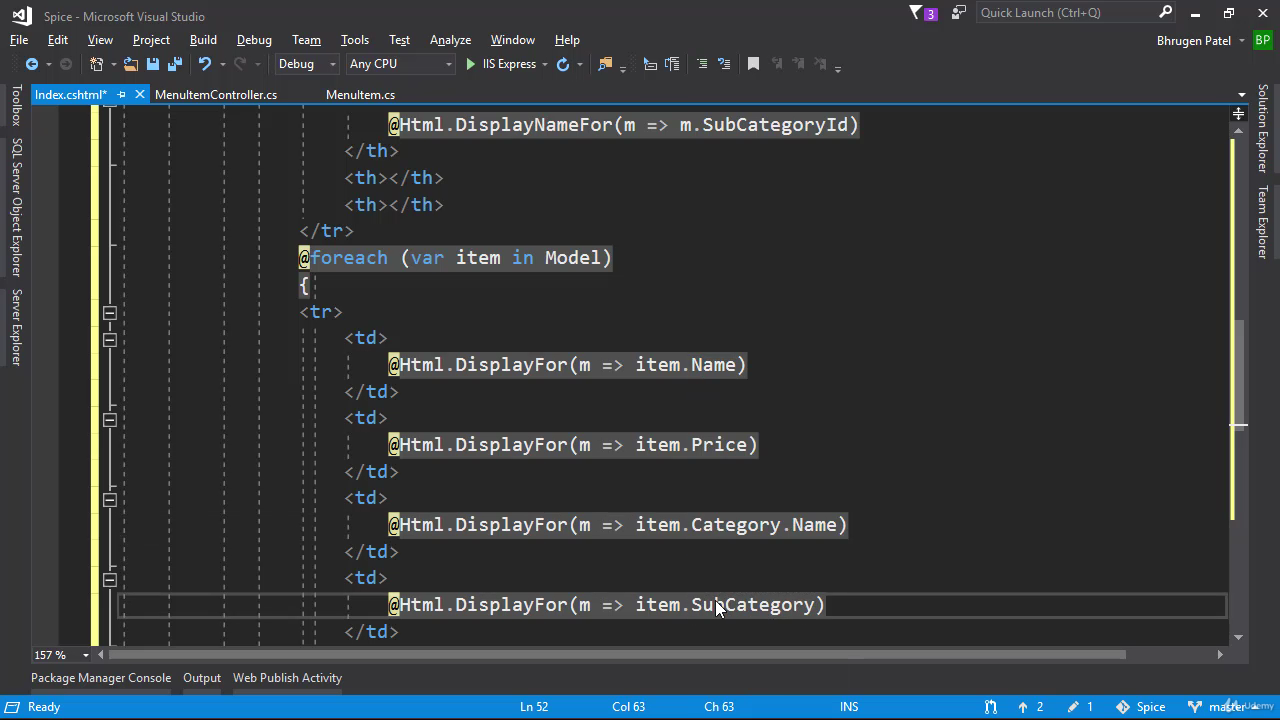 Spice - Microsoft Visual Studio
3
Quick Launch (Ctrl+Q)
File Edit View Project Build Debug Team Tools Test Analyze Window Help
Bhrugen Patel BP
Debug Any CPU IIS Express
Index.cshtml* MenuItemController.cs MenuItem.cs
Toolbox
SQL Server Object Explorer
Server Explorer
@Html.DisplayNameFor(m => m.SubCategoryId)
</th>
<th></th>
<th></th>
</tr>
@foreach (var item in Model)
{
<tr>
<td>
@Html.DisplayFor(m => item.Name)
</td>
<td>
@Html.DisplayFor(m => item.Price)
</td>
<td>
@Html.DisplayFor(m => item.Category.Name)
</td>
<td>
@Html.DisplayFor(m => item.SubCategory)
</td>
Solution Explorer
Team Explorer
157 %
Package Manager Console Output Web Publish Activity
Ready Ln 52 Col 63 Ch 63 INS 2 1 Spice master
Udemy